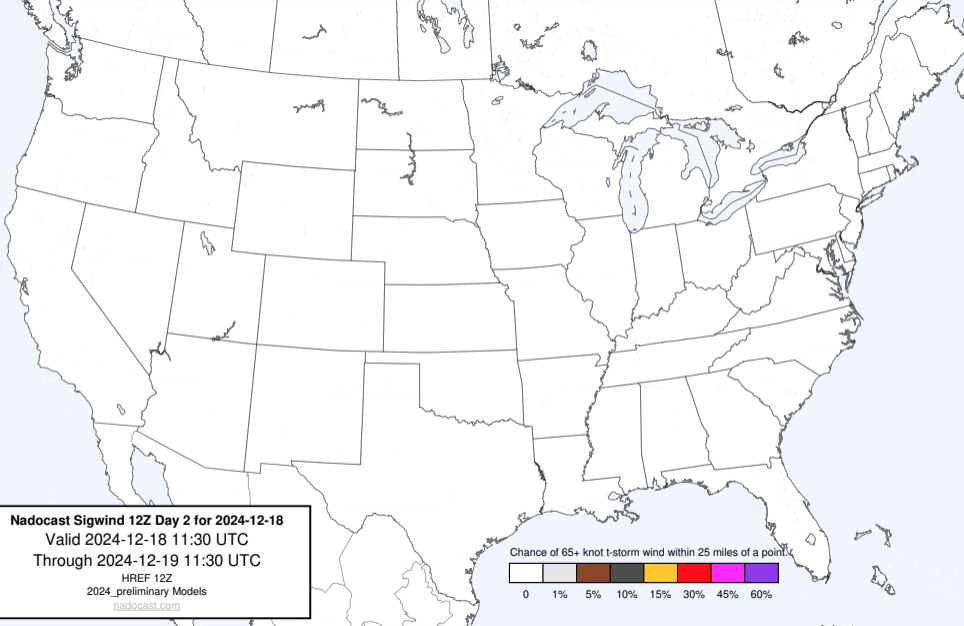 Nadocast Sigwind 12Z Day 2 for 2024-12-18
Valid 2024-12-18 11:30 UTC
Through 2024-12-19 11:30 UTC
HREF 12Z
2024_preliminary Models
nadocast.com
Chance of 65+ knot t-storm wind within 25 miles of a point.
0 1% 5% 10% 15% 30% 45% 60%